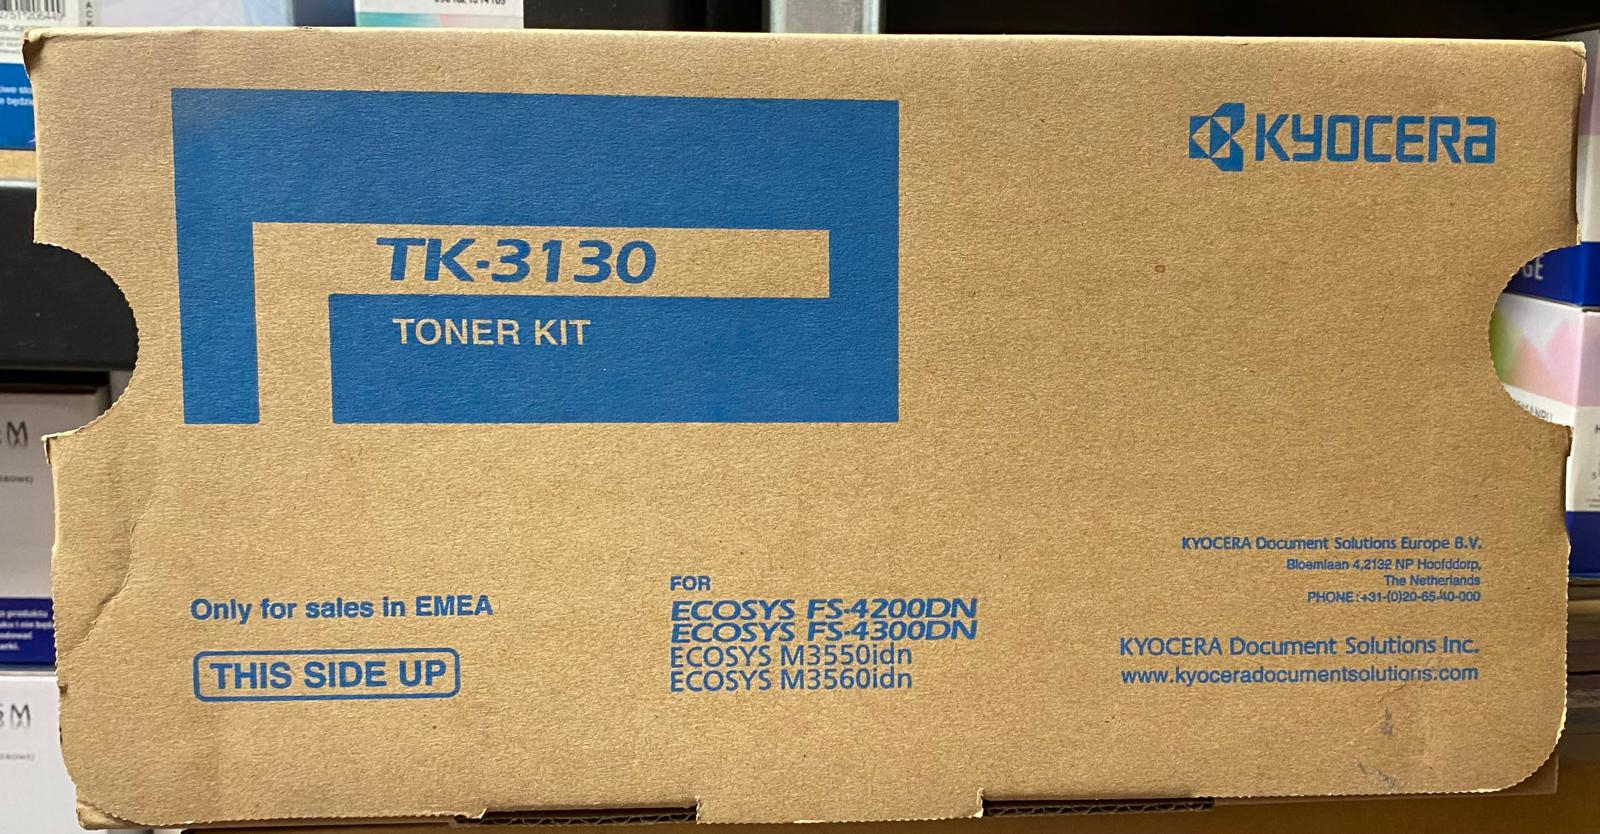 KYOCERA
TK-3130
TONER KIT
Only for sales in EMEA
THIS SIDE UP
FOR
ECOSYS FS-4200DN
ECOSYS FS-4300DN
ECOSYS M3550idn
ECOSYS M3560idn
KYOCERA Document Solutions Europe B.V.
Bloemlaan 4,2132 NP Hoofddorp,
The Netherlands
PHONE:+31-(0)20-65-40-000
KYOCERA Document Solutions Inc.
www.kyoceradocumentsolutions.com